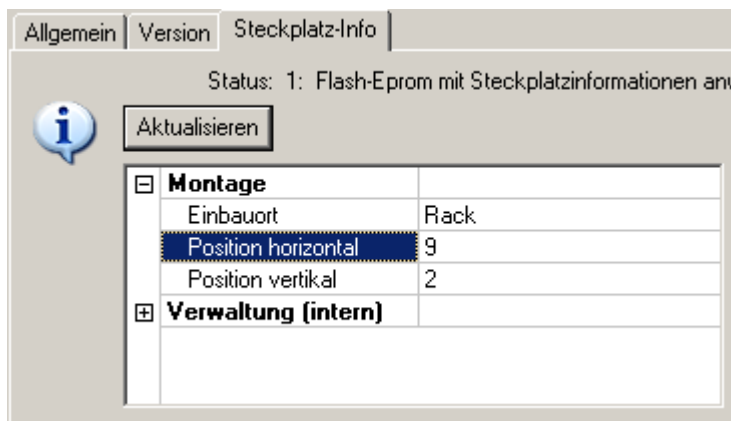 Allgemein Version Steckplatz-Info
Status: 1: Flash-Eprom mit Steckplatzinformationen
Aktualisieren
Montage
Einbauort Rack
Position horizontal 9
Position vertikal 2
Verwaltung (intern)